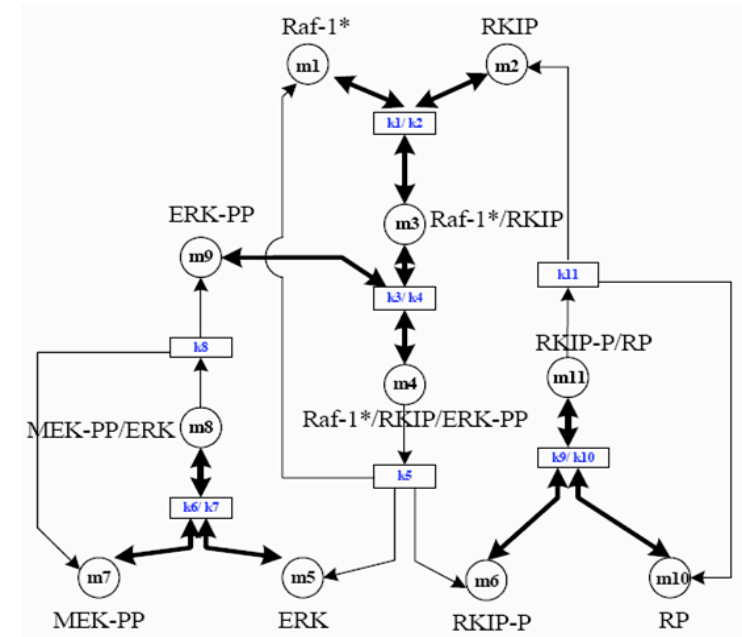 Raf-1* RKIP
m1 m2
k1/k2
ERK-PP m3 Raf-1*/RKIP
m9
k3/k4 k11
k8 RKIP-P/RP
m4 m11
Raf-1*/RKIP/ERK-PP
MEK-PP/ERK m8
k5 k9/k10
k6/k7
m7 m5 m6 m10
MEK-PP ERK RKIP-P RP